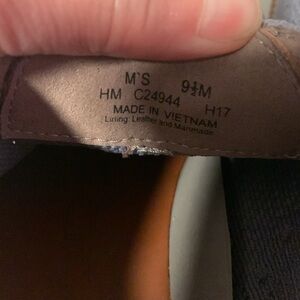 M'S 9½M
HM C24944 H17
MADE IN VIETNAM
Lining: Leather and Manmade